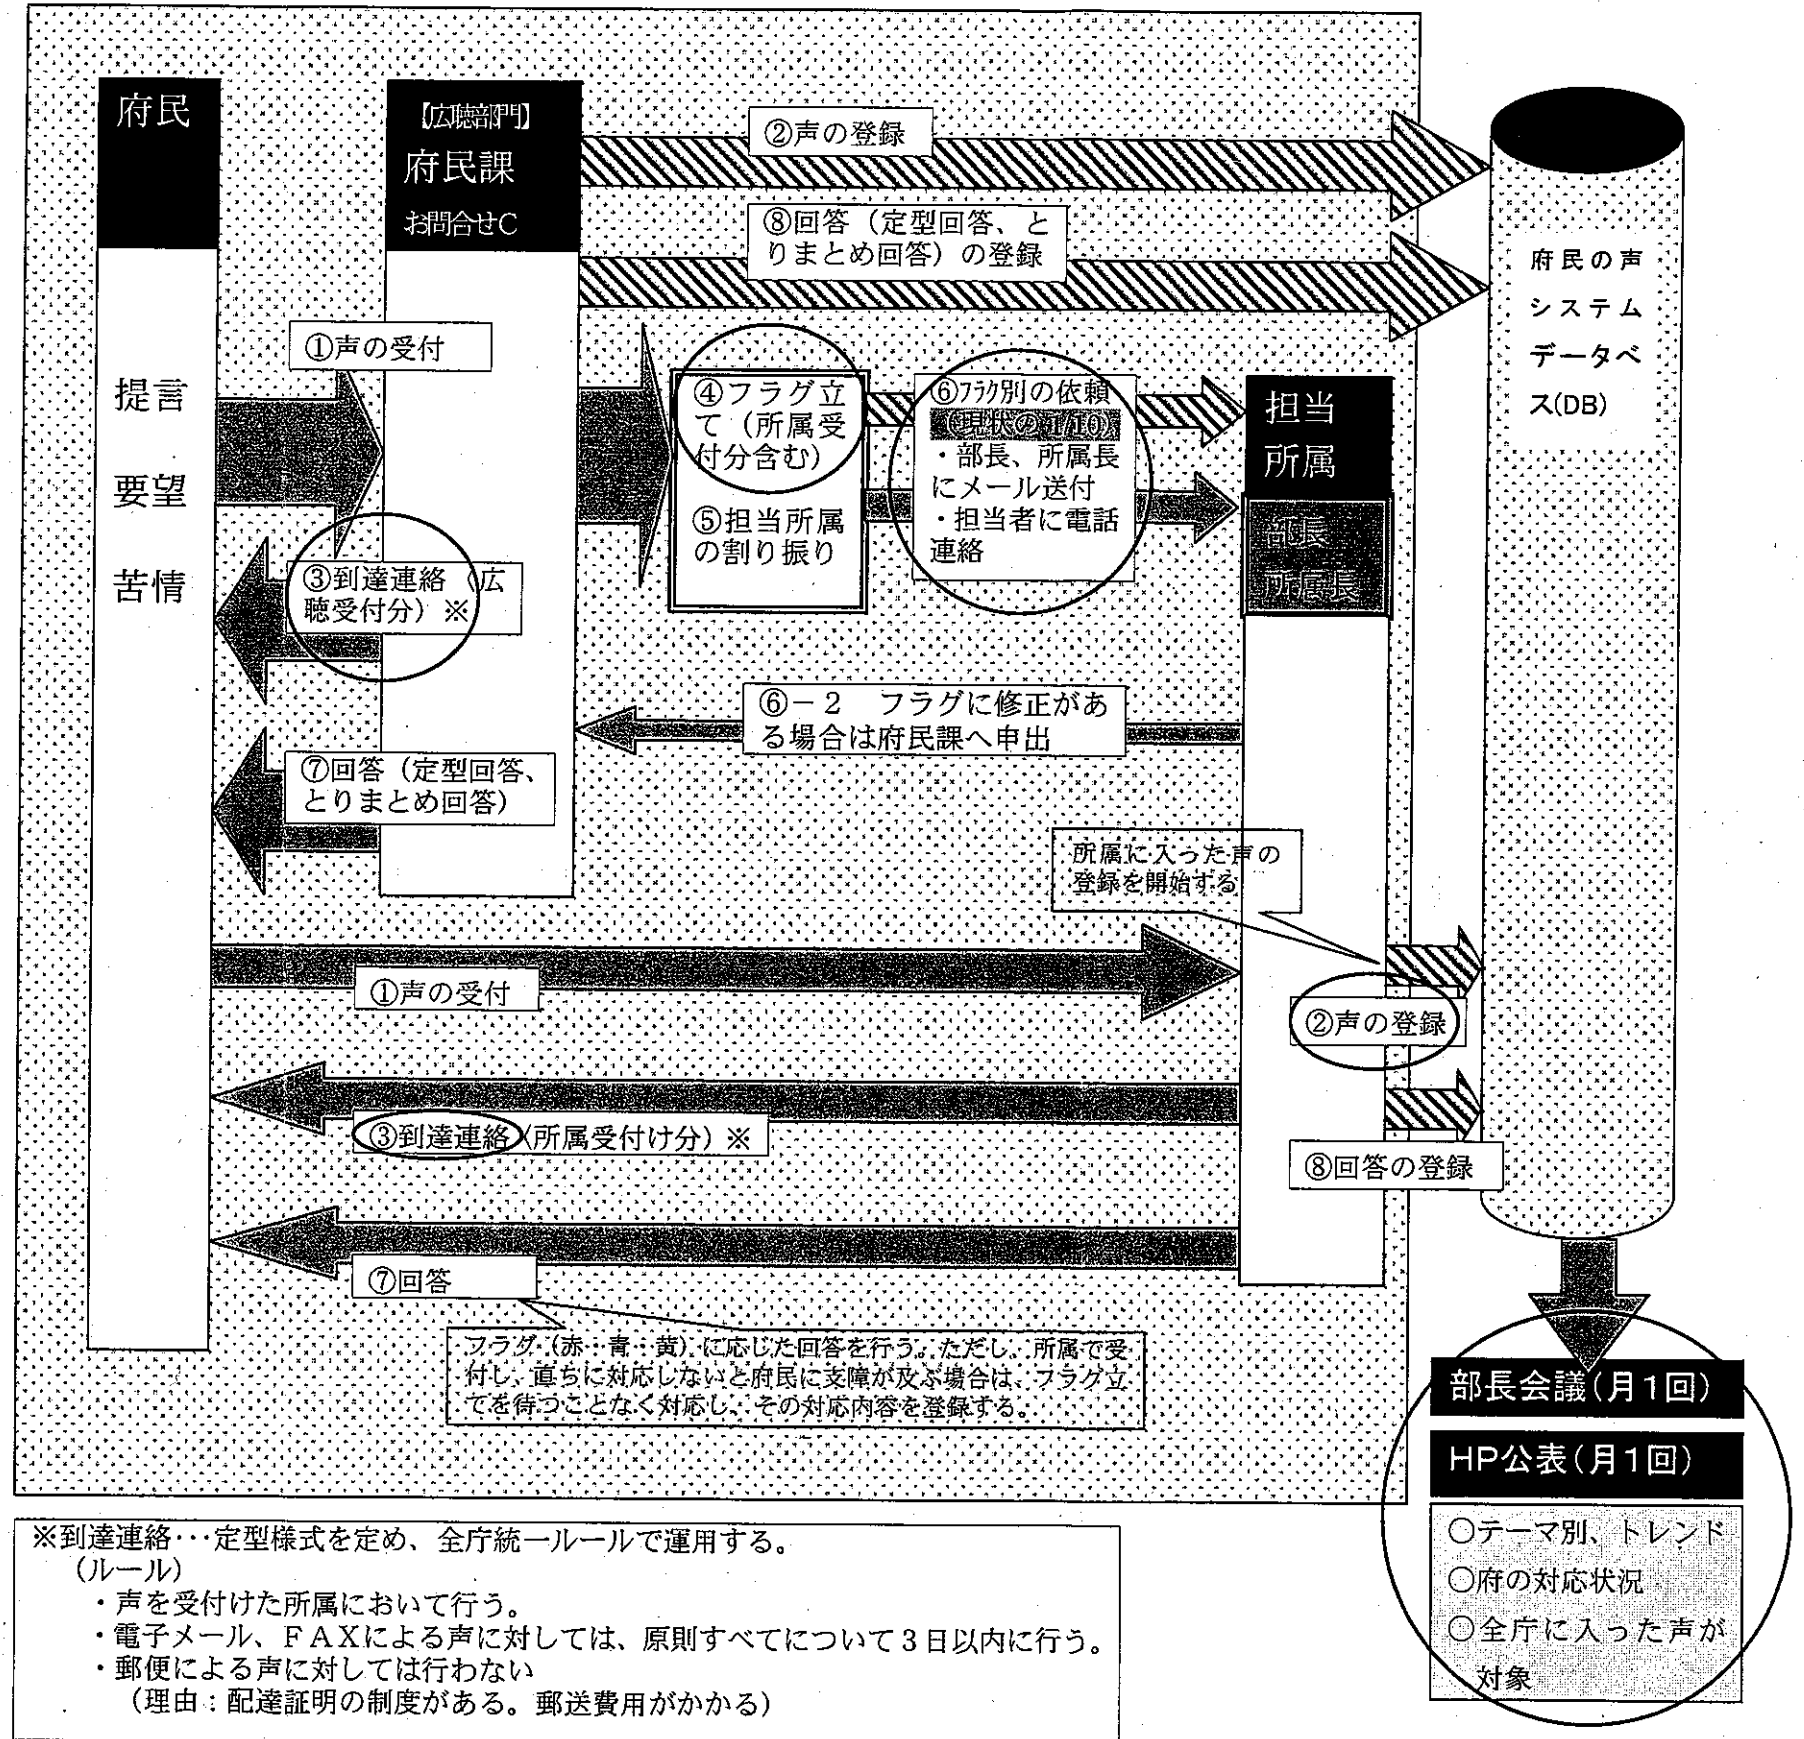 府民
【広聴部門】
府民課
お問合せC
②声の登録
⑧回答（定型回答、と
りまとめ回答）の登録
府民の声
システム
データベ
ス(DB)
①声の受付
提言
要望
苦情
④フラグ立
て（所属受
付分含む）
⑤担当所属
の割り振り
⑥ﾌﾗｸ別の依頼
（現状の1/10）
・部長、所属長
にメール送付
・担当者に電話
連絡
担当
所属
部長
所属長
③到達連絡（広
聴受付分）※
⑥－２　フラグに修正があ
る場合は府民課へ申出
⑦回答（定型回答、
とりまとめ回答）
所属に入った声の
登録を開始する
①声の受付
②声の登録
③到達連絡（所属受付け分）※
⑧回答の登録
⑦回答
フラグ（赤・青・黄）に応じた回答を行う。ただし、所属で受
付し、直ちに対応しないと府民に支障が及ぶ場合は、フラグ立
てを待つことなく対応し、その対応内容を登録する。
部長会議（月1回）
HP公表（月1回）
○テーマ別、トレンド
○府の対応状況
○全庁に入った声が
対象
※到達連絡…定型様式を定め、全庁統一ルールで運用する。
（ルール）
・声を受付けた所属において行う。
・電子メール、ＦＡＸによる声に対しては、原則すべてについて３日以内に行う。
・郵便による声に対しては行わない
（理由：配達証明の制度がある。郵送費用がかかる）